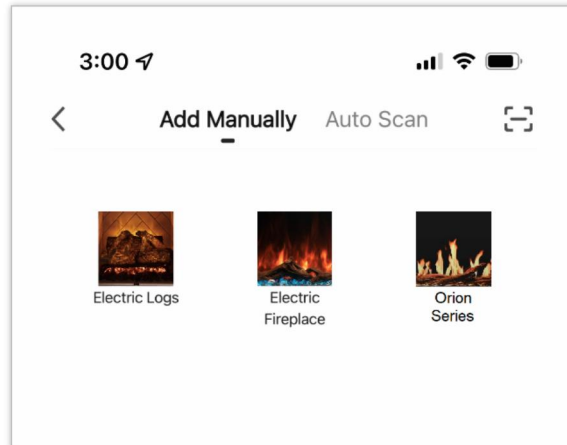 3:00
Add Manually Auto Scan
Electric Logs
Electric
Fireplace
Orion
Series